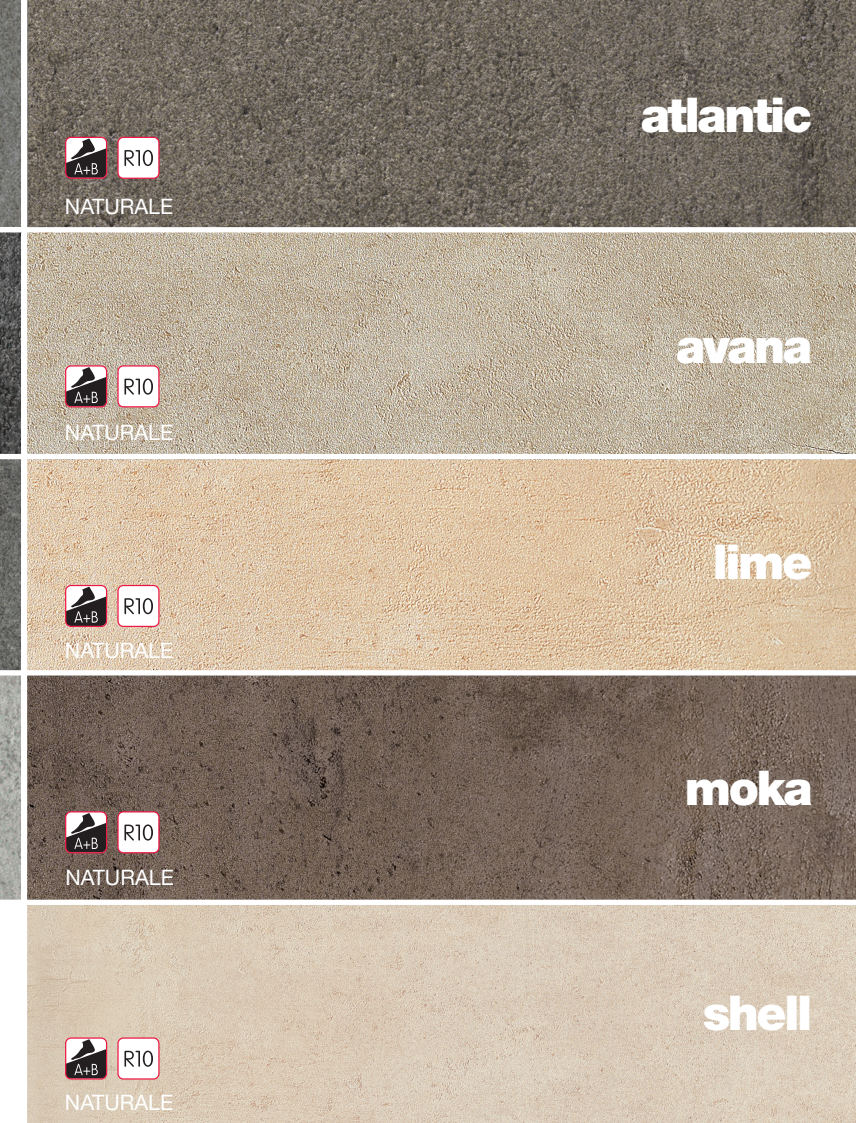 atlantic
A+B R10
NATURALE
avana
A+B R10
NATURALE
lime
A+B R10
NATURALE
moka
A+B R10
NATURALE
shell
A+B R10
NATURALE